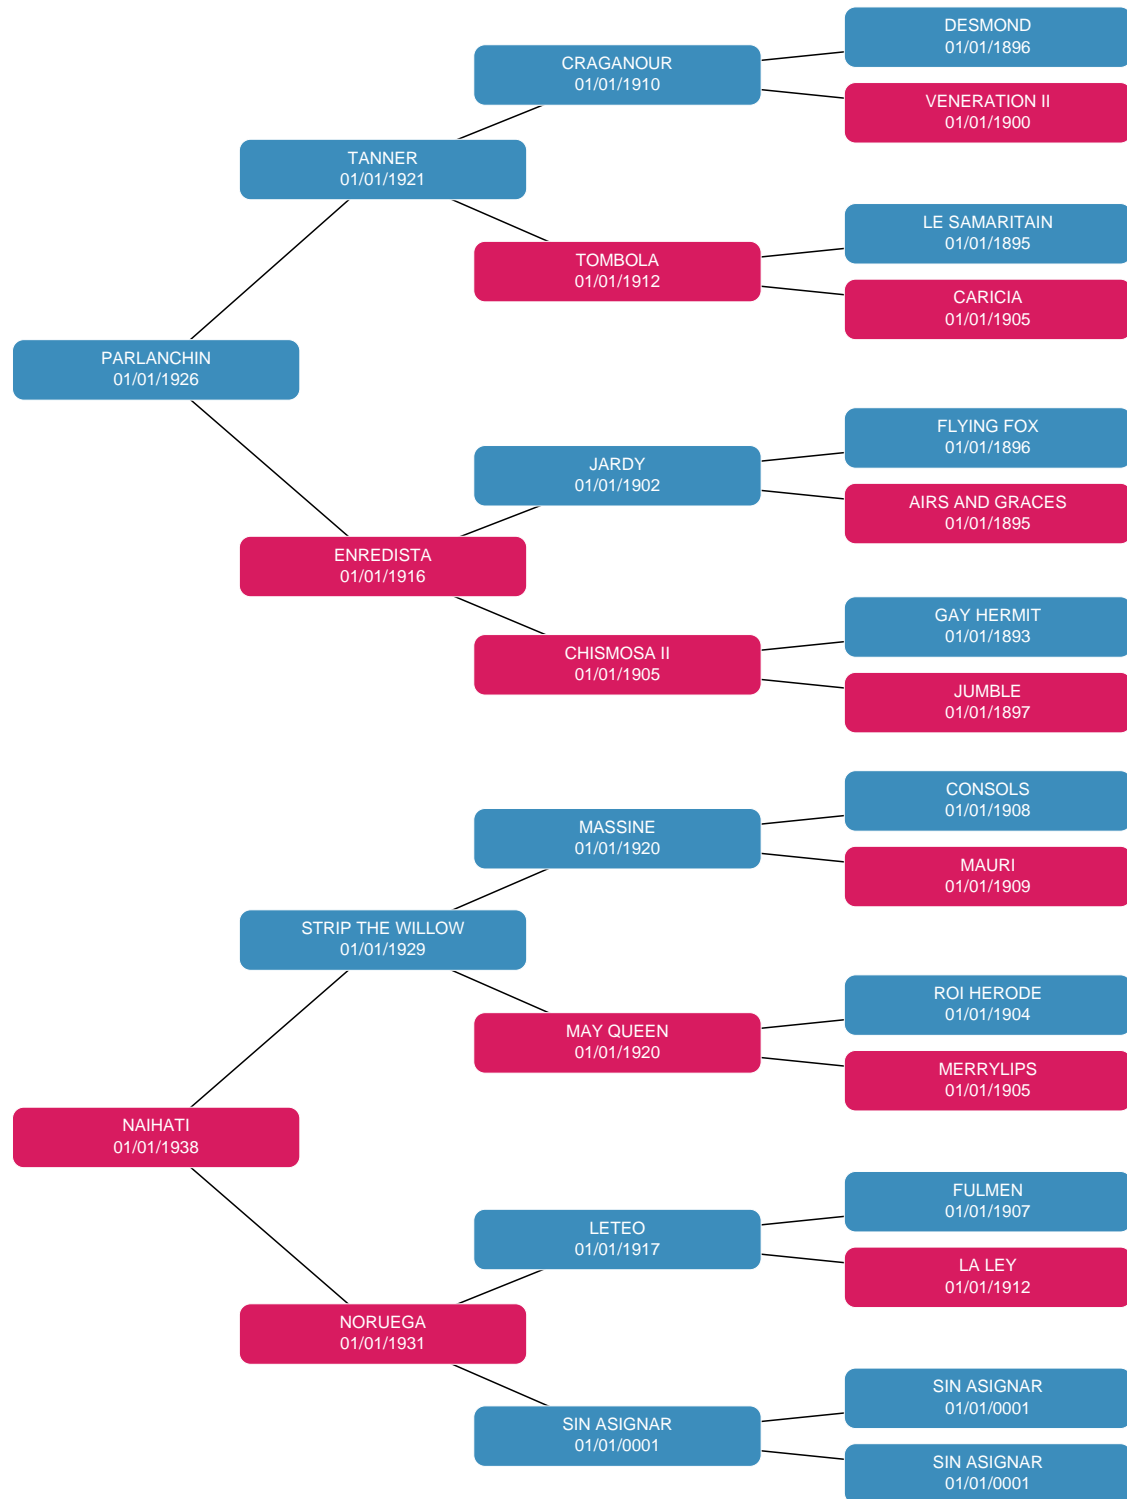 DESMOND
01/01/1896
CRAGANOUR
01/01/1910
VENERATION II
01/01/1900
TANNER
01/01/1921
LE SAMARITAIN
01/01/1895
TOMBOLA
01/01/1912
CARICIA
01/01/1905
PARLANCHIN
01/01/1926
FLYING FOX
01/01/1896
JARDY
01/01/1902
AIRS AND GRACES
01/01/1895
ENREDISTA
01/01/1916
GAY HERMIT
01/01/1893
CHISMOSA II
01/01/1905
JUMBLE
01/01/1897
CONSOLS
01/01/1908
MASSINE
01/01/1920
MAURI
01/01/1909
STRIP THE WILLOW
01/01/1929
ROI HERODE
01/01/1904
MAY QUEEN
01/01/1920
MERRYLIPS
01/01/1905
NAIHATI
01/01/1938
FULMEN
01/01/1907
LETEO
01/01/1917
LA LEY
01/01/1912
NORUEGA
01/01/1931
SIN ASIGNAR
01/01/0001
SIN ASIGNAR
01/01/0001
SIN ASIGNAR
01/01/0001